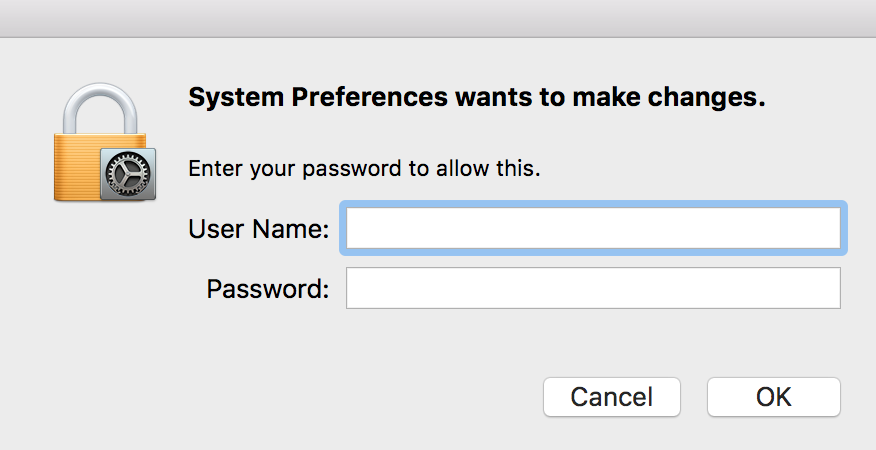 System Preferences wants to make changes.
Enter your password to allow this.
User Name:
Password:
Cancel
OK